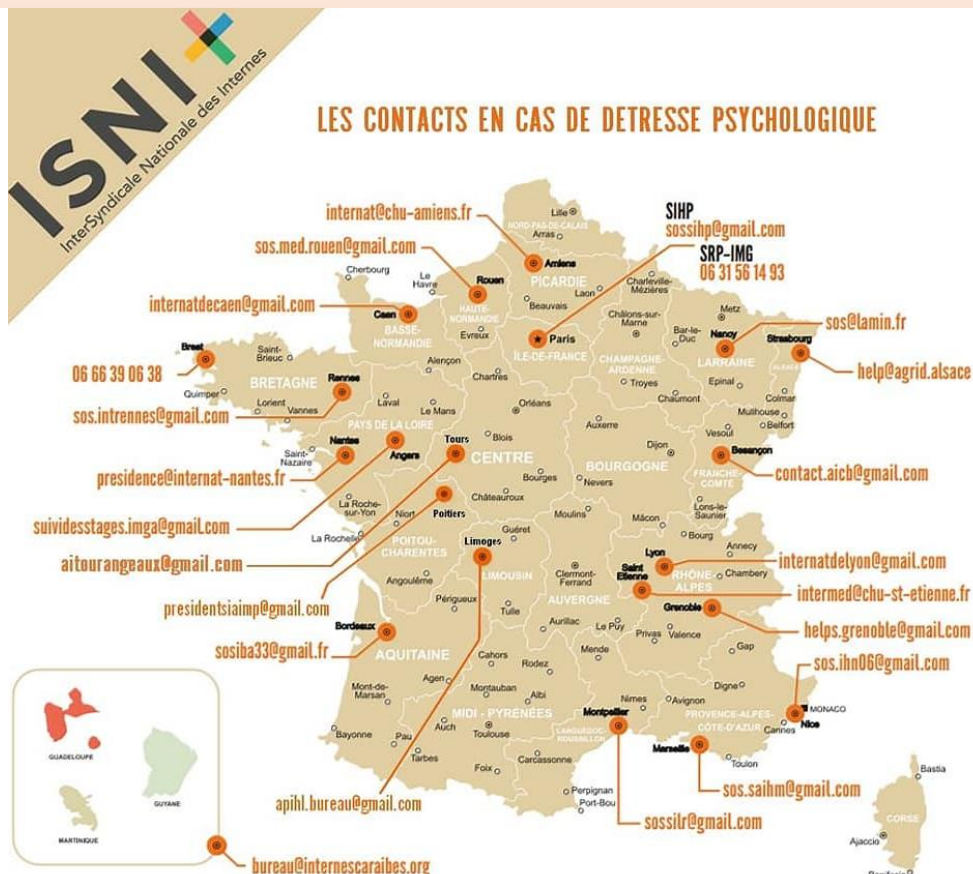 ISNI
InterSyndicale Nationale des Internes
LES CONTACTS EN CAS DE DETRESSE PSYCHOLOGIQUE
internat@chu-amiens.fr
SIHP
sossihp@gmail.com
SRP-IMG
06 31 56 14 93
sos.med.rouen@gmail.com
internatdecaen@gmail.com
sos@lamin.fr
help@agrid.alsace
06 66 39 06 38
sos.intrennes@gmail.com
presidence@internat-nantes.fr
contact.aicb@gmail.com
suividesstages.imga@gmail.com
aitourangeaux@gmail.com
internatdelyon@gmail.com
intermed@chu-st-etienne.fr
presidentsiaimp@gmail.com
helps.grenoble@gmail.com
sosiba33@gmail.fr
sos.ihn06@gmail.com
apihl.bureau@gmail.com
sos.saihm@gmail.com
sossilr@gmail.com
bureau@internescaraibes.org
Lille
NORD-PAS-DE-CALAIS
Arras
Amiens
PICARDIE
Cherbourg
Le
Havre
Rouen
HAUTE-
NORMANDIE
Beauvais
Laon
Charleville-
Mézières
Caen
BASSE-
NORMANDIE
Evreux
Paris
ÎLE-DE-FRANCE
Châlons-sur-
Marne
CHAMPAGNE
ARDENNE
Metz
Bar-le-
Duc
Nancy
LARRAINE
Strasbourg
ALSACE
Brest
Saint-
Brieuc
BRETAGNE
Rennes
Quimper
Lorient
Vannes
Alençon
Chartres
Laval
Le Mans
PAYS DE LA LOIRE
Orléans
Troyes
Chaumont
Epinal
Colmar
Mulhouse
Belfort
Vesoul
Auxerre
Nantes
Saint-
Nazaire
Angers
Tours
Blois
CENTRE
Bourges
Dijon
BOURGOGNE
Nevers
Besançon
FRANCHE-
COMTE
La Roche-
sur-Yon
Poitiers
Châteauroux
Niort
La Rochelle
POITOU-
CHARENTES
Moulins
Mâcon
Lons-le-
Saunier
Bourg
Annecy
Angoulême
Limoges
Guéret
LIMOUSIN
Clermont-
Ferrand
AUVERGNE
Lyon
Saint
Etienne
RHÔNE-
ALPES
Chambery
Grenoble
Périgueux
Tulle
Aurillac
Le Puy
Privas
Valence
Bordeaux
AQUITAINE
Cahors
Rodez
Mende
Gap
Agen
Montauban
Albi
Mont-de-
Marsan
MIDI - PYRÉNÉES
Auch
Toulouse
Bayonne
Pau
Tarbes
Foix
Montpellier
Nimes
Avignon
Digne
LANGUEDOC-
ROUSSILLON
PROVENCE-ALPES-
CÔTE-D'AZUR
MONACO
Nice
Cannes
Marseille
Toulon
Carcassonne
Perpignan
Port-Bou
GUADELOUPE
GUYANE
MARTINIQUE
Bastia
CORSE
Ajaccio